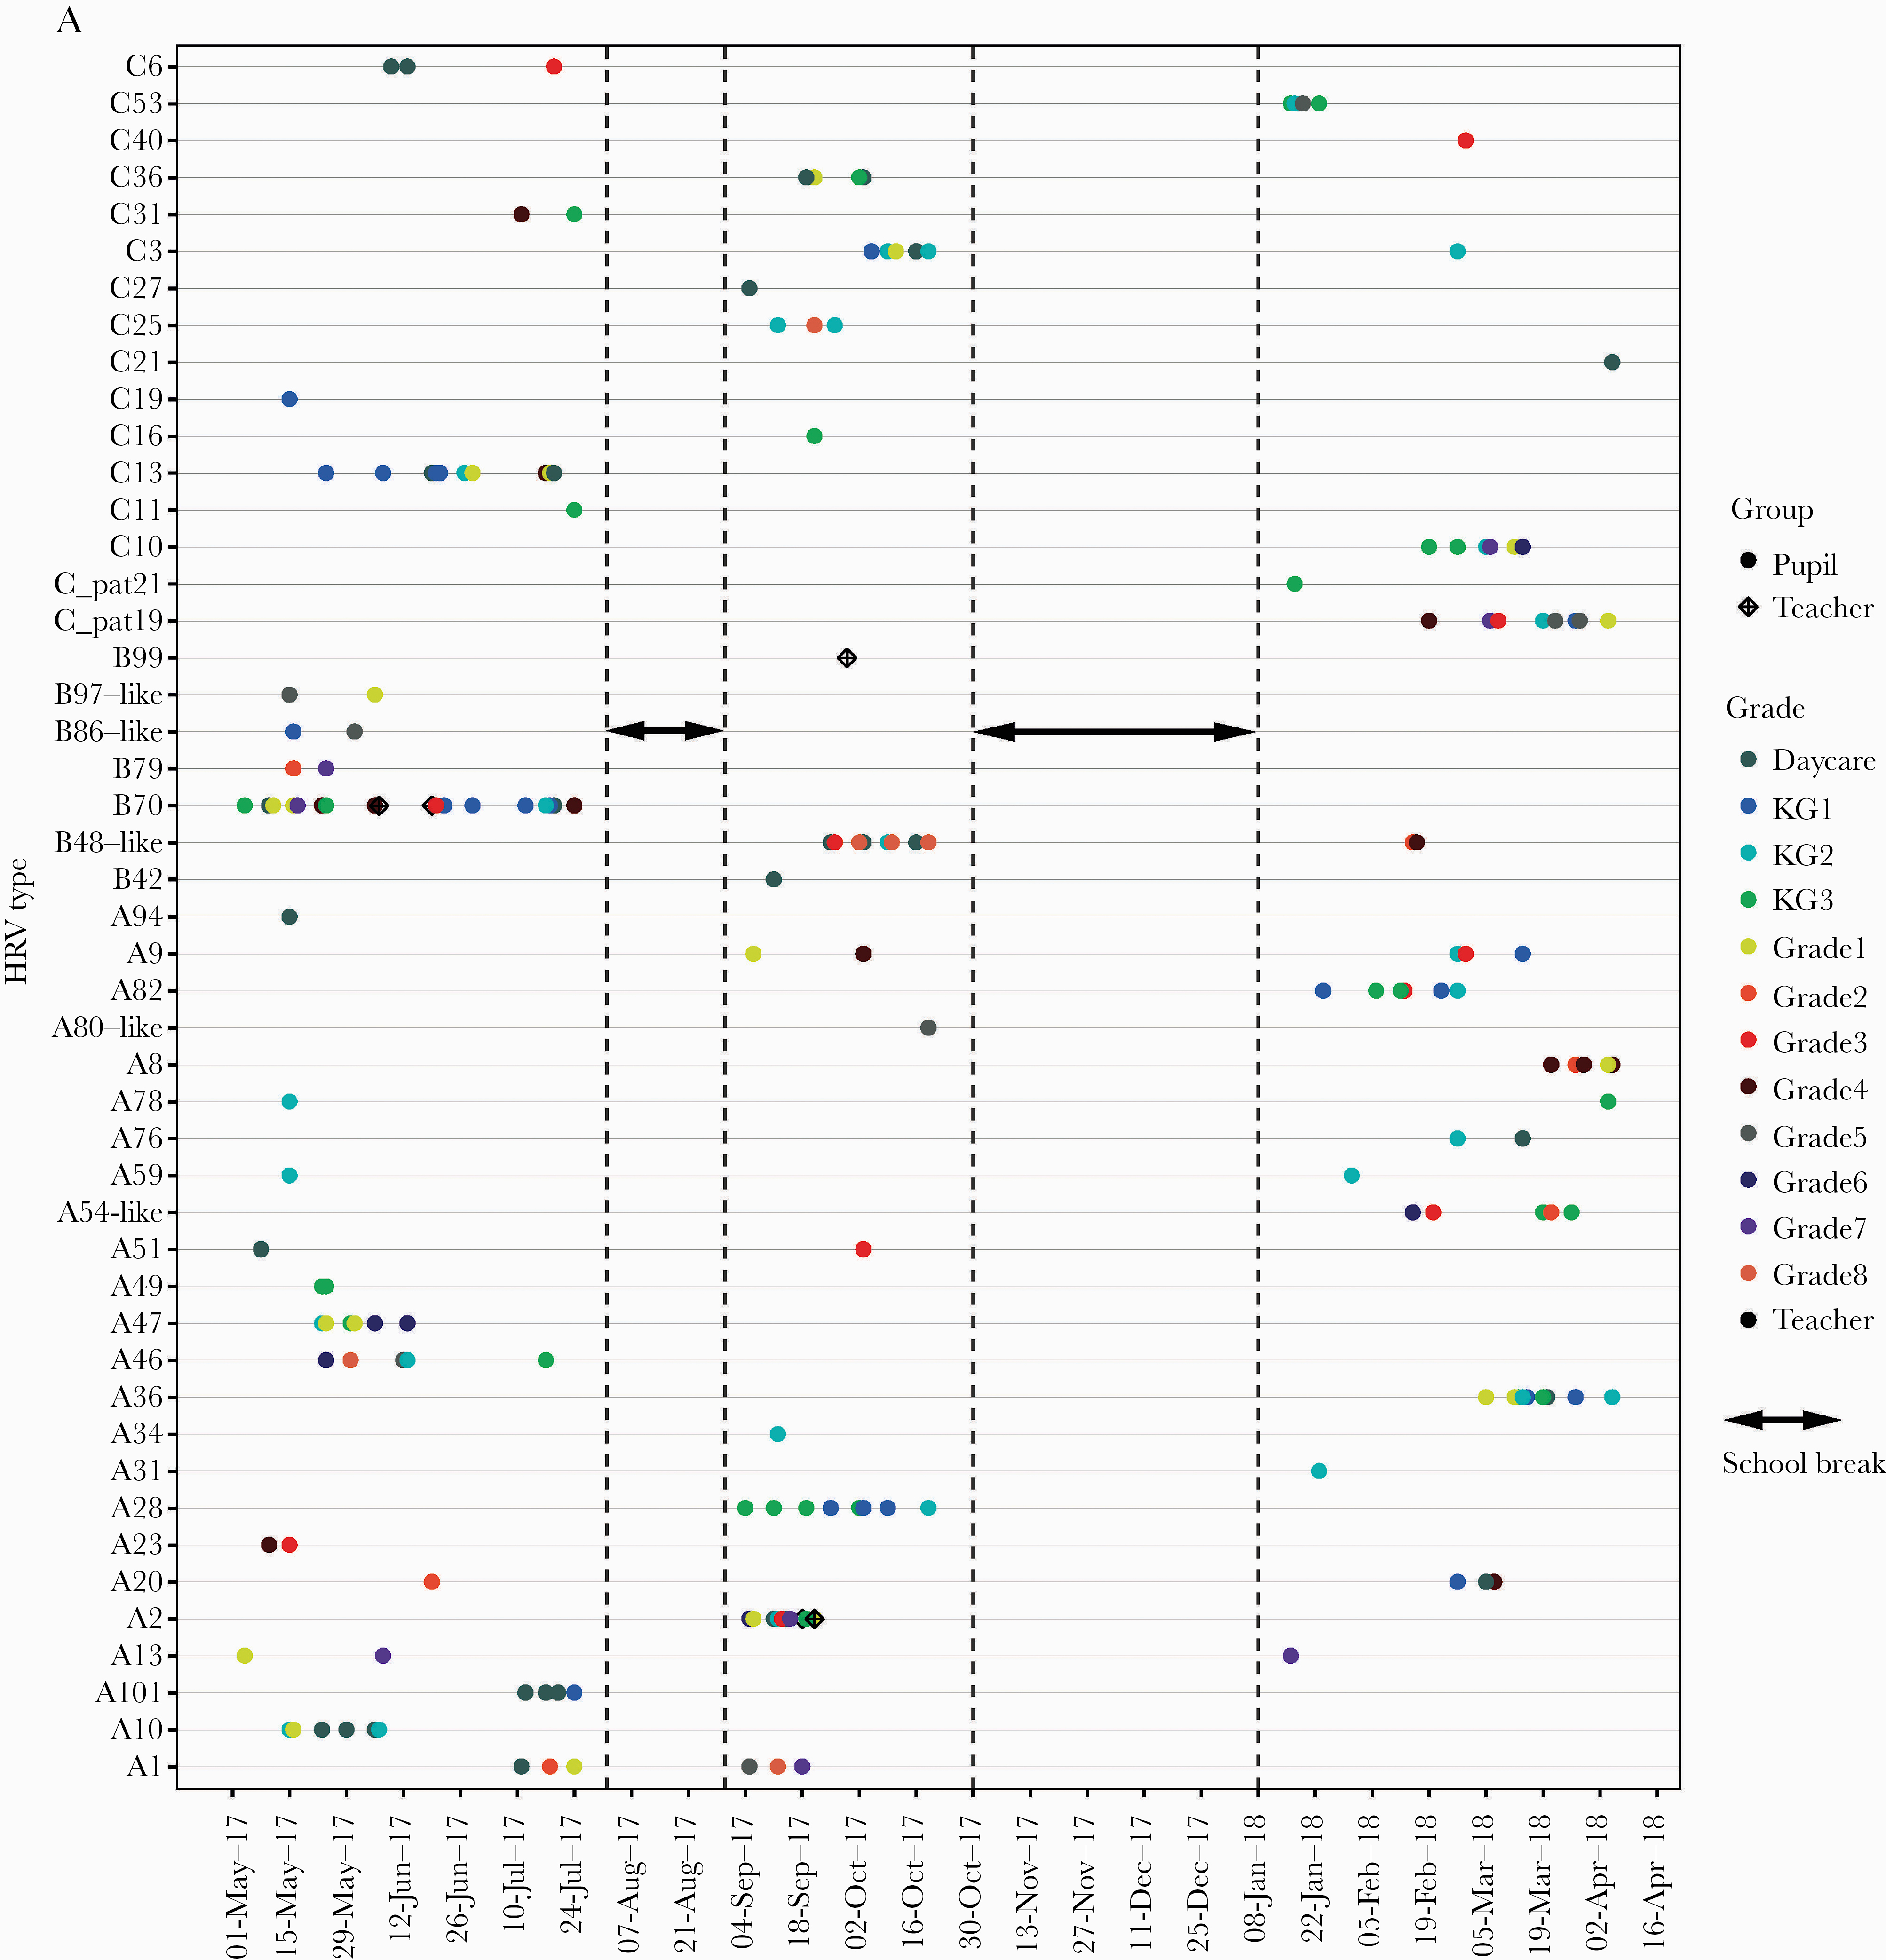 A
C6
C53
C40
C36
C31
C3
C27
C25
C21
C19
C16
C13
C11
C10
C_pat21
C_pat19
B99
B97–like
B86–like
B79
B70
B48–like
B42
A94
A9
A82
A80–like
A8
A78
A76
A59
A54-like
A51
A49
A47
A46
A36
A34
A31
A28
A23
A20
A2
A13
A101
A10
A1
HRV type
01-May–17
15-May–17
29-May–17
12-Jun–17
26-Jun–17
10-Jul–17
24-Jul–17
07-Aug–17
21-Aug–17
04-Sep–17
18-Sep–17
02-Oct–17
16-Oct–17
30-Oct–17
13-Nov–17
27-Nov–17
11-Dec–17
25-Dec–17
08-Jan–18
22-Jan–18
05-Feb–18
19-Feb–18
05-Mar–18
19-Mar–18
02-Apr–18
16-Apr–18
Group
Pupil
Teacher
Grade
Daycare
KG1
KG2
KG3
Grade1
Grade2
Grade3
Grade4
Grade5
Grade6
Grade7
Grade8
Teacher
School break